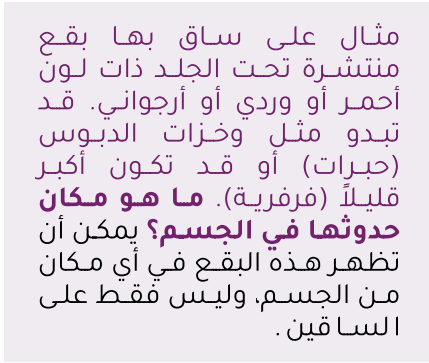 مثال على ساق بها بقع
منتشرة تحت الجلد ذات لون
أحمر أو وردي أو أرجواني. قد
تبدو مثل وخزات الدبوس
(حبرات) أو قد تكون أكبر
قليلاً (فرفرية). ما هو مكان
حدوثها في الجسم؟ يمكن أن
تظهر هذه البقع في أي مكان
من الجسم، وليس فقط على
الساقين .